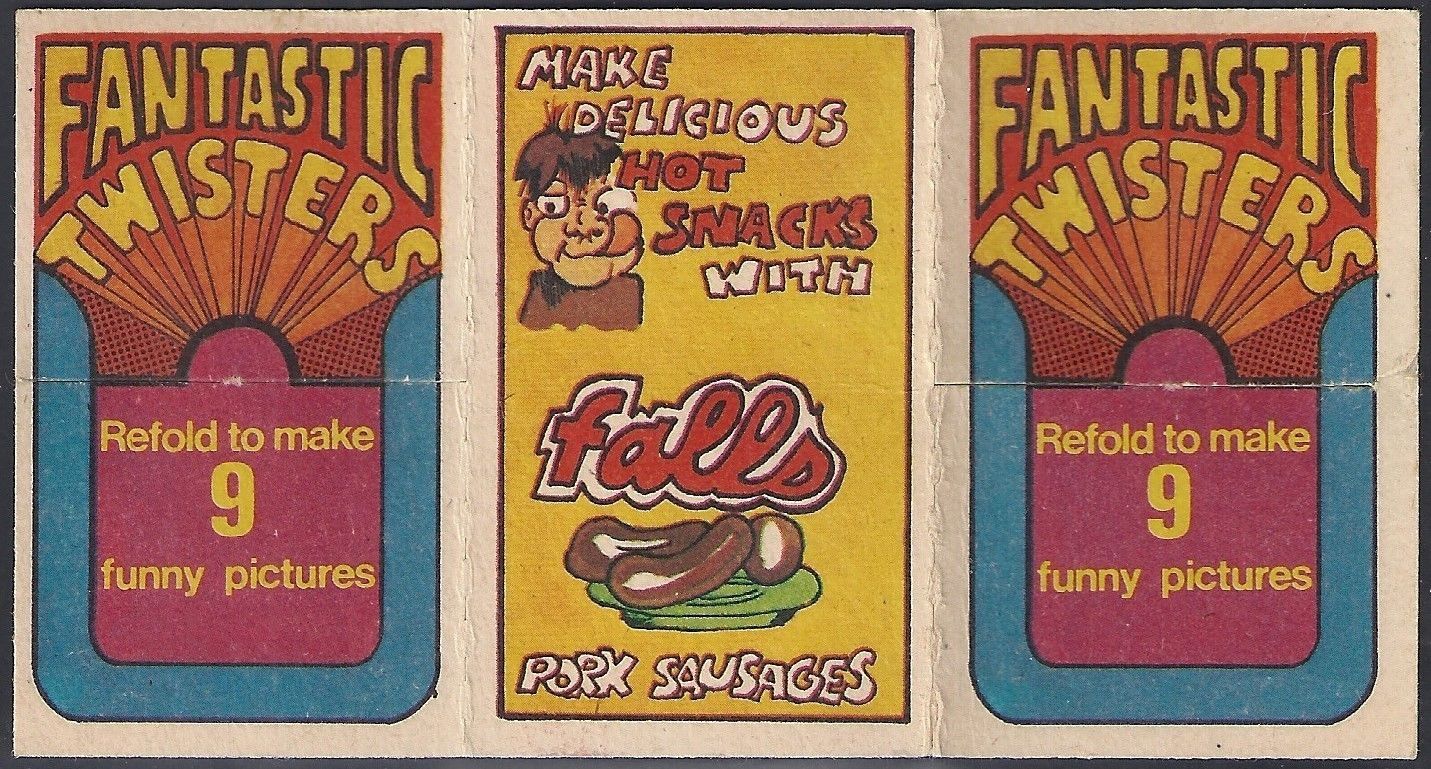 FANTASTIC
TWISTERS
Refold to make
9
funny pictures
MAKE
DELICIOUS
HOT
SNACKS
WITH
falls
PORK SAUSAGES
FANTASTIC
TWISTERS
Refold to make
9
funny pictures